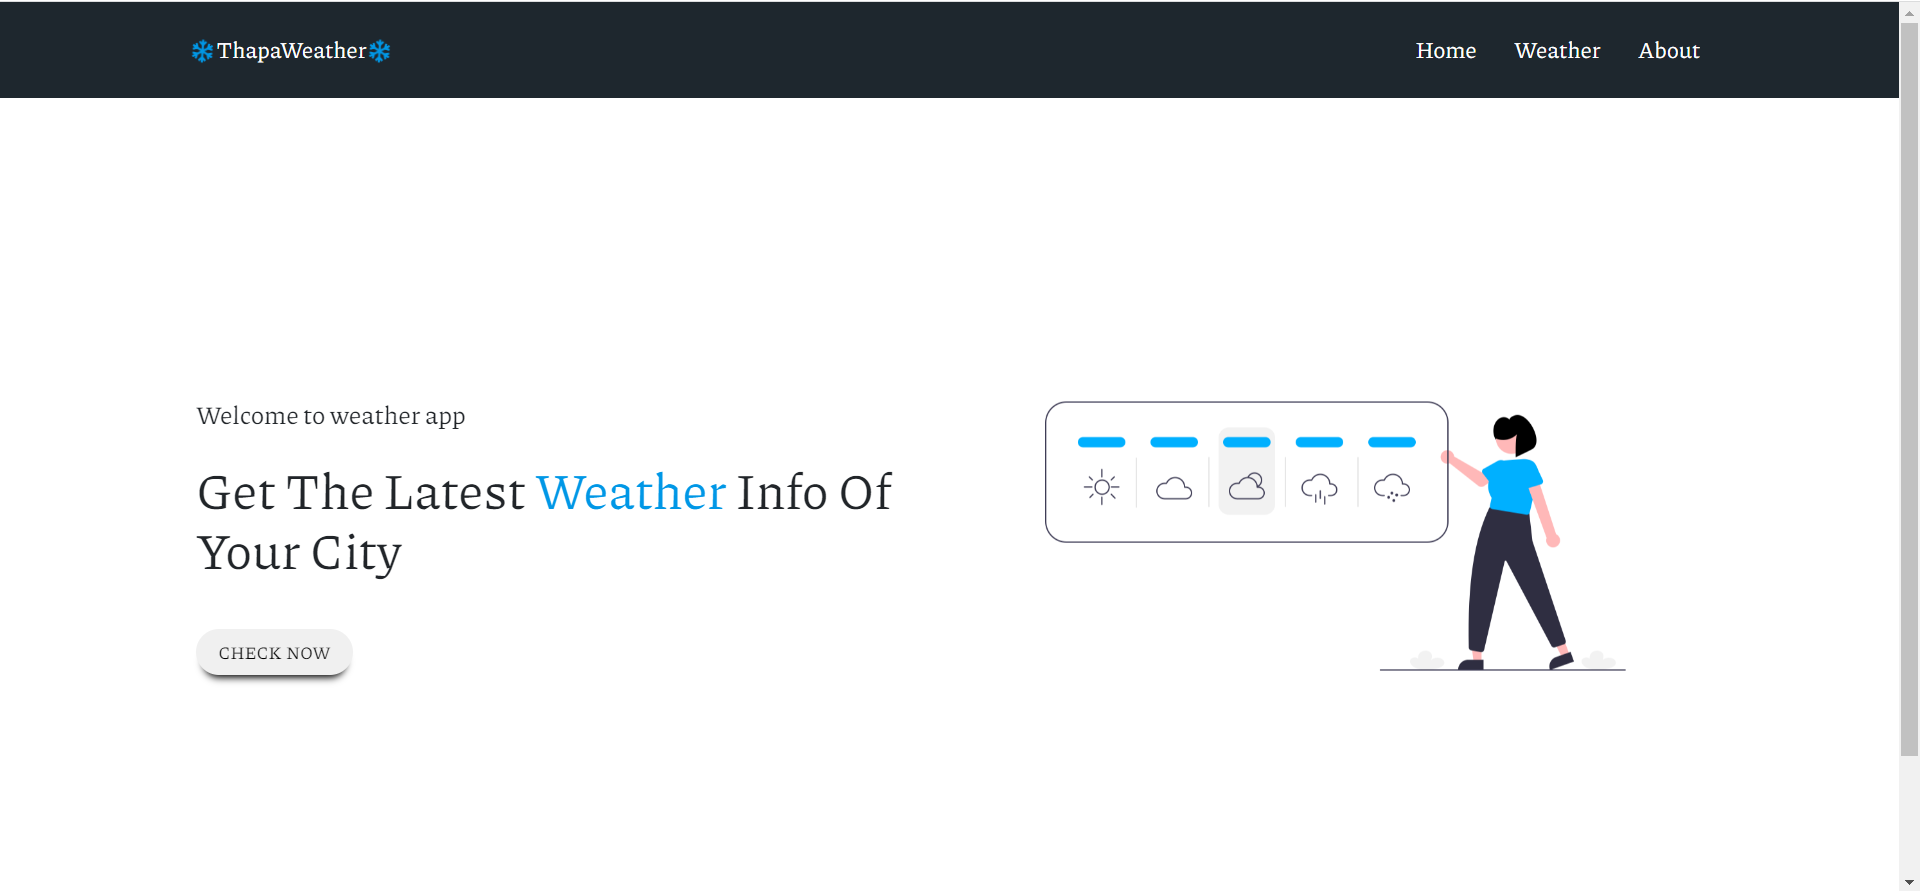 ❄ThapaWeather❄
Home Weather About
Welcome to weather app
Get The Latest Weather Info Of
Your City
CHECK NOW